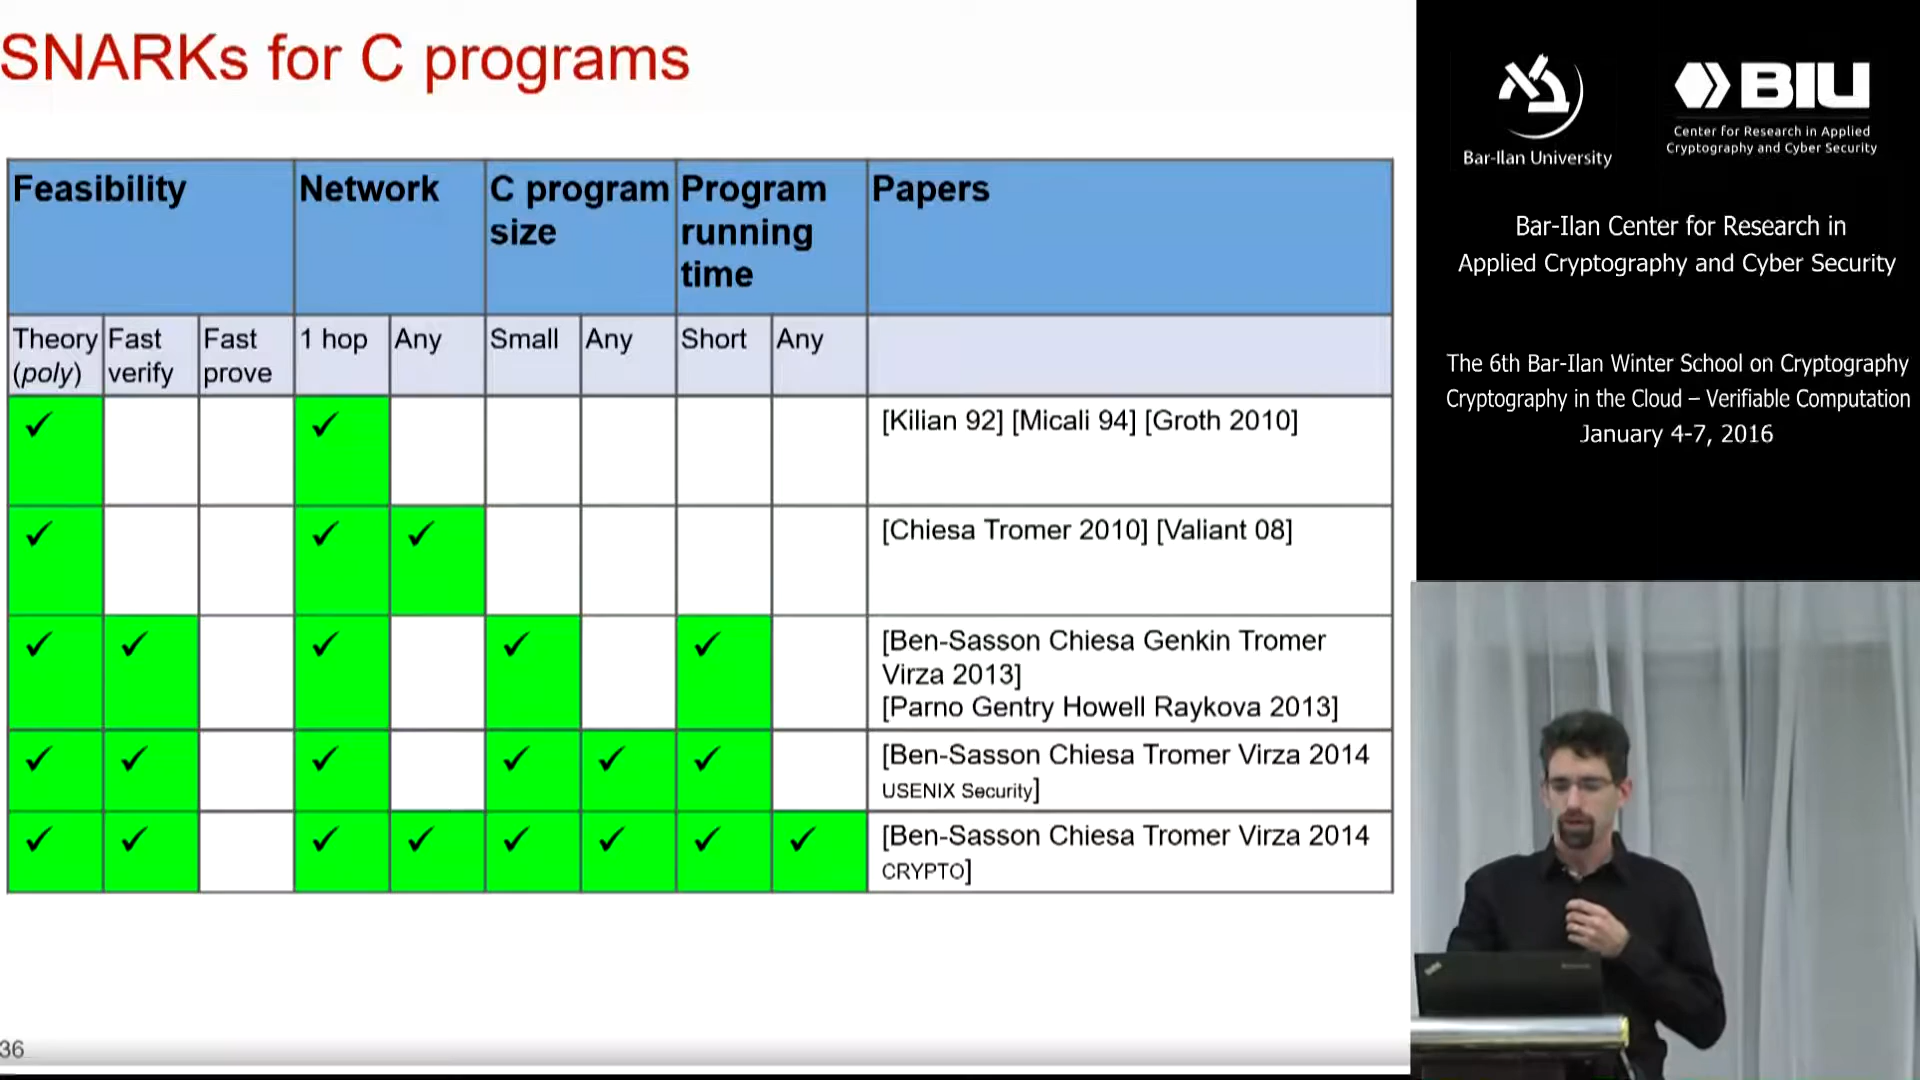 SNARKs for C programs
Feasibility
Network
C program
size
Program
running
time
Papers
Theory
(poly)
Fast
verify
Fast
prove
1 hop
Any
Small
Any
Short
Any
✓ ✓ [Kilian 92] [Micali 94] [Groth 2010]
✓ ✓ ✓ [Chiesa Tromer 2010] [Valiant 08]
✓ ✓ ✓ ✓ ✓ [Ben-Sasson Chiesa Genkin Tromer
Virza 2013]
[Parno Gentry Howell Raykova 2013]
✓ ✓ ✓ ✓ ✓ ✓ [Ben-Sasson Chiesa Tromer Virza 2014
USENIX Security]
✓ ✓ ✓ ✓ ✓ ✓ ✓ ✓ [Ben-Sasson Chiesa Tromer Virza 2014
CRYPTO]
36
Bar-Ilan University
BIU
Center for Research in Applied
Cryptography and Cyber Security
Bar-Ilan Center for Research in
Applied Cryptography and Cyber Security
The 6th Bar-Ilan Winter School on Cryptography
Cryptography in the Cloud – Verifiable Computation
January 4-7, 2016